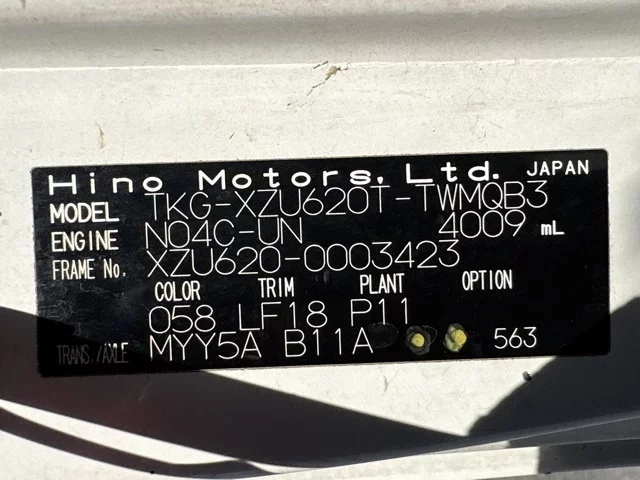 Hino Motors, Ltd. JAPAN
MODEL TKG-XZU620T-TWMQB3
ENGINE N04C-UN 4009 mL
FRAME No. XZU620-0003423
COLOR TRIM PLANT OPTION
058 LF18 P11
TRANS./AXLE MYY5A B11A 563